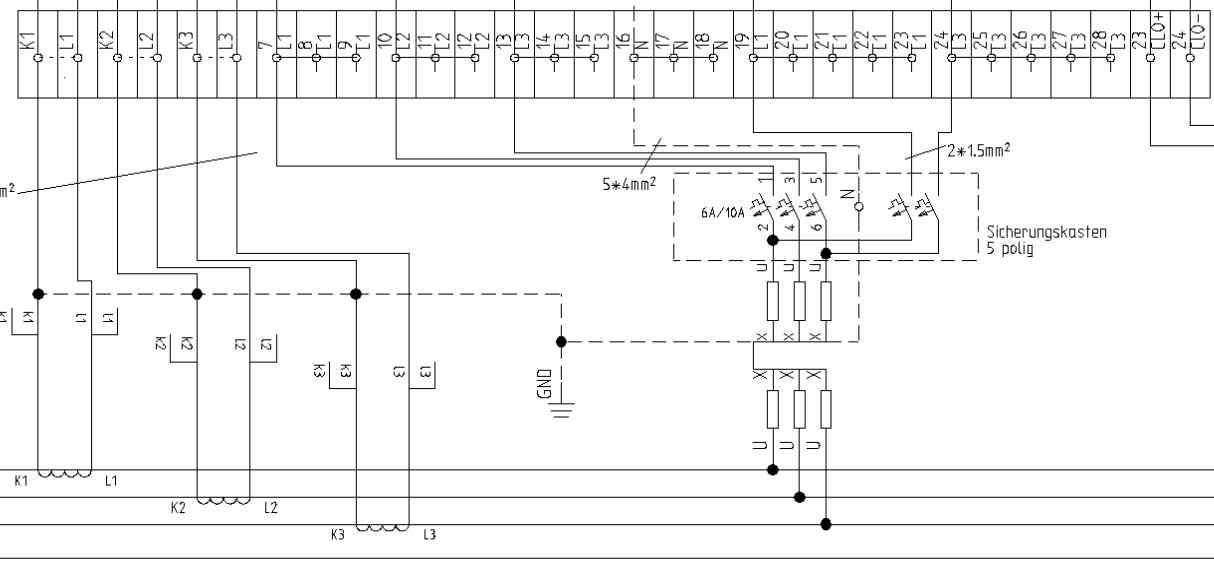 K1 L1 K2 L2 K3 L3 7 L1 8 L1 9 L1 10 L2 11 L2 12 L2 13 L3 14 L3 15 L3 16 N 17 N 18 N 19 L1 20 L1 21 L1 22 L1 23 L1 24 L3 25 L3 26 L3 27 L3 28 L3 23 CLO+ 24 CLO-
2*1.5mm²
5*4mm²
m²
1 3 5 N
6A/10A
2 4 6
Sicherungskasten
5 polig
U U U
K1 K1 L1 L1
K2 K2 L2 L2
X X X
K3 K3 L3 L3
GND
X X X
U U U
K1 L1
K2 L2
K3 L3